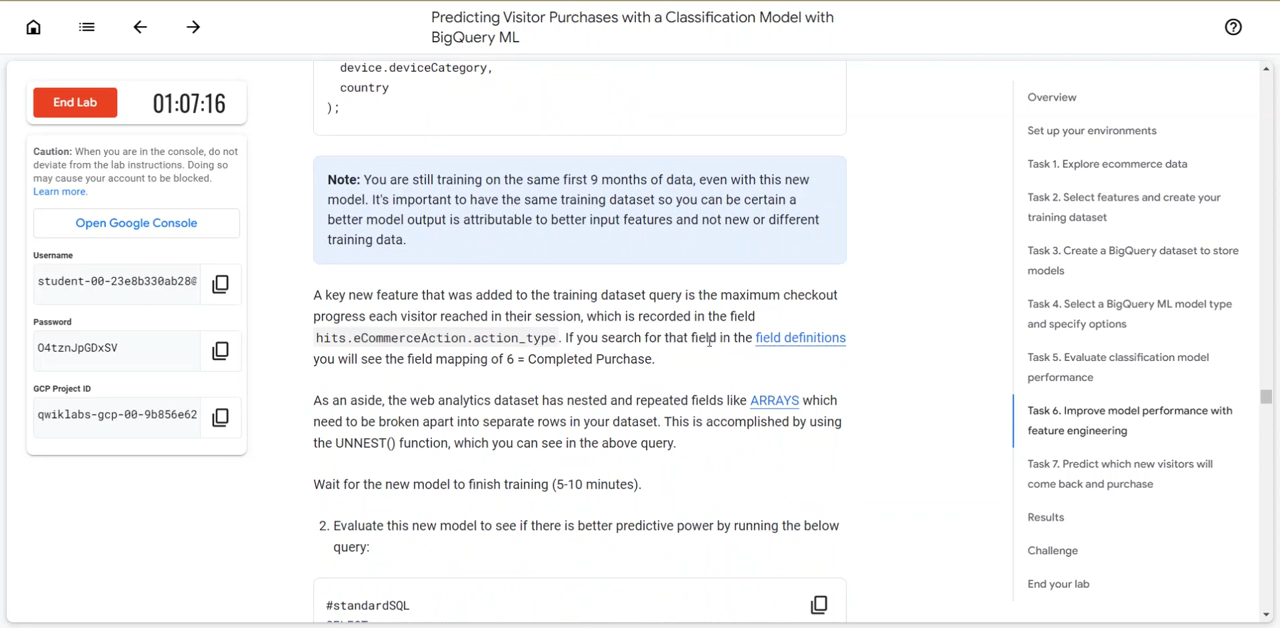 Predicting Visitor Purchases with a Classification Model with
BigQuery ML
End Lab
01:07:16
Caution: When you are in the console, do not
deviate from the lab instructions. Doing so
may cause your account to be blocked.
Learn more.
Open Google Console
Username
student-00-23e8b330ab28@
Password
O4tznJpGDxSV
GCP Project ID
qwiklabs-gcp-00-9b856e62
device.deviceCategory,
country
);
Note: You are still training on the same first 9 months of data, even with this new
model. It's important to have the same training dataset so you can be certain a
better model output is attributable to better input features and not new or different
training data.
A key new feature that was added to the training dataset query is the maximum checkout
progress each visitor reached in their session, which is recorded in the field
hits.eCommerceAction.action_type. If you search for that field in the field definitions
you will see the field mapping of 6 = Completed Purchase.
As an aside, the web analytics dataset has nested and repeated fields like ARRAYS which
need to be broken apart into separate rows in your dataset. This is accomplished by using
the UNNEST() function, which you can see in the above query.
Wait for the new model to finish training (5-10 minutes).
2. Evaluate this new model to see if there is better predictive power by running the below
query:
#standardSQL
Overview
Set up your environments
Task 1. Explore ecommerce data
Task 2. Select features and create your
training dataset
Task 3. Create a BigQuery dataset to store
models
Task 4. Select a BigQuery ML model type
and specify options
Task 5. Evaluate classification model
performance
Task 6. Improve model performance with
feature engineering
Task 7. Predict which new visitors will
come back and purchase
Results
Challenge
End your lab